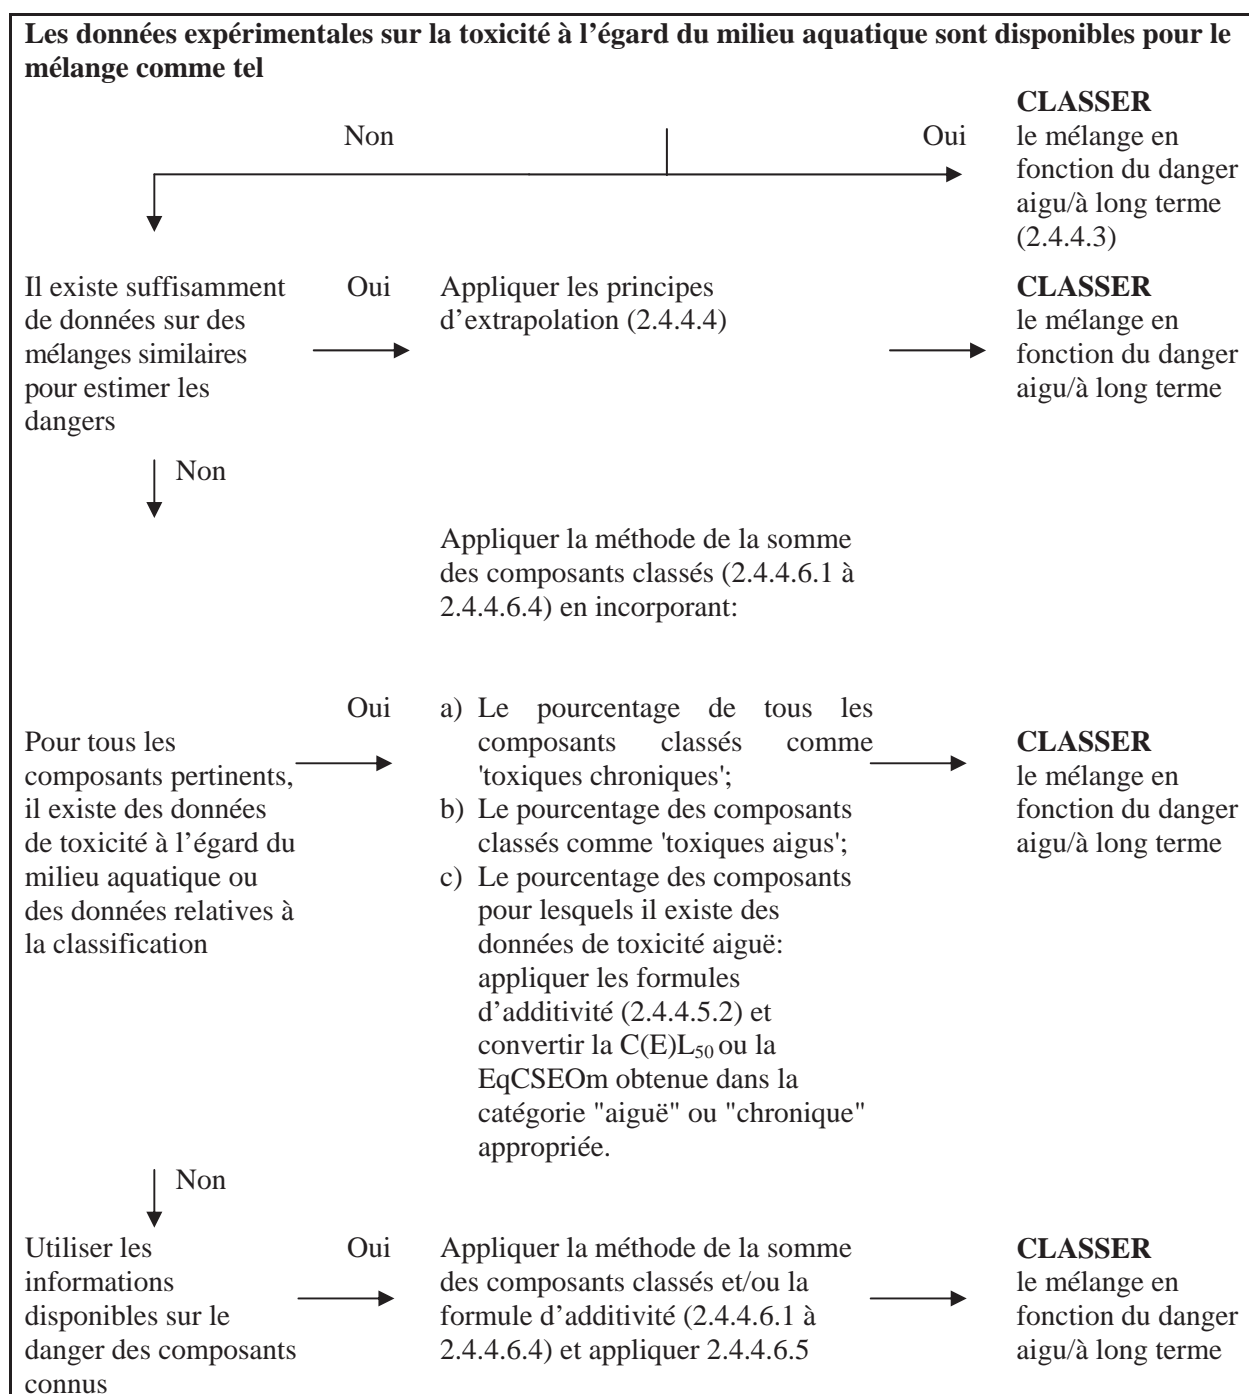 Les données expérimentales sur la toxicité à l'égard du milieu aquatique sont disponibles pour le
mélange comme tel
Non
Oui
CLASSER
le mélange en
fonction du danger
aigu/à long terme
(2.4.4.3)
Il existe suffisamment
de données sur des
mélanges similaires
pour estimer les
dangers
Oui
Appliquer les principes
d'extrapolation (2.4.4.4)
CLASSER
le mélange en
fonction du danger
aigu/à long terme
Non
Appliquer la méthode de la somme
des composants classés (2.4.4.6.1 à
2.4.4.6.4) en incorporant:
Pour tous les
composants pertinents,
il existe des données
de toxicité à l'égard du
milieu aquatique ou
des données relatives à
la classification
Oui
a) Le pourcentage de tous les
composants classés comme
'toxiques chroniques';
b) Le pourcentage des composants
classés comme 'toxiques aigus';
c) Le pourcentage des composants
pour lesquels il existe des
données de toxicité aiguë:
appliquer les formules
d'additivité (2.4.4.5.2) et
convertir la C(E)L50 ou la
EqCSEOm obtenue dans la
catégorie "aiguë" ou "chronique"
appropriée.
CLASSER
le mélange en
fonction du danger
aigu/à long terme
Non
Utiliser les
informations
disponibles sur le
danger des composants
connus
Oui
Appliquer la méthode de la somme
des composants classés et/ou la
formule d'additivité (2.4.4.6.1 à
2.4.4.6.4) et appliquer 2.4.4.6.5
CLASSER
le mélange en
fonction du danger
aigu/à long terme